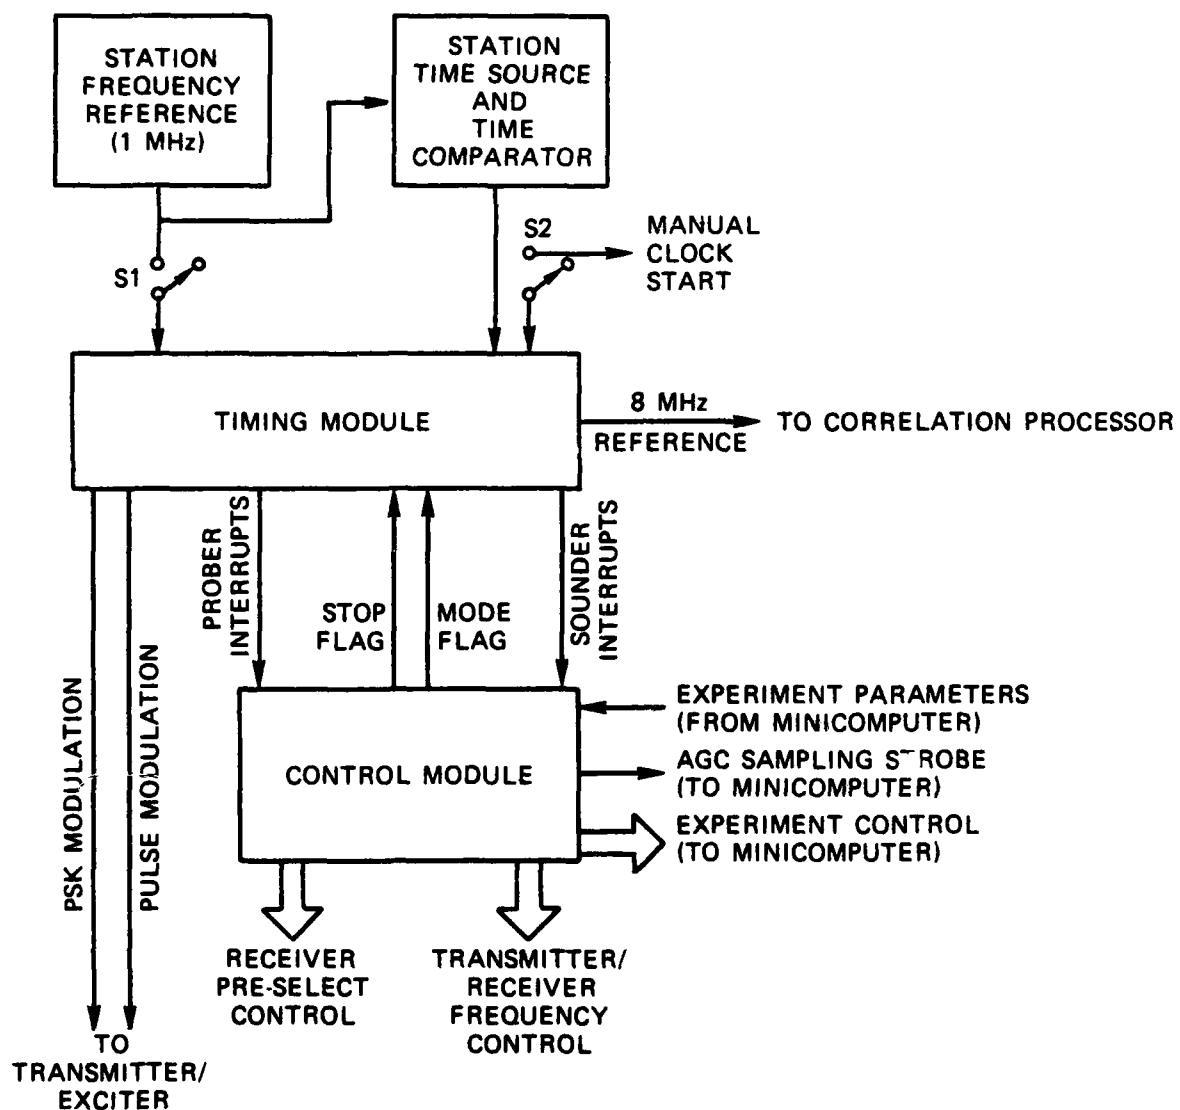 STATION
FREQUENCY
REFERENCE
(1 MHz)
STATION
TIME SOURCE
AND
TIME
COMPARATOR
S1
S2
MANUAL
CLOCK
START
TIMING MODULE
8 MHz
REFERENCE
TO CORRELATION PROCESSOR
PROBER
INTERRUPTS
STOP
FLAG
MODE
FLAG
SOUNDER
INTERRUPTS
PSK MODULATION
PULSE MODULATION
CONTROL MODULE
EXPERIMENT PARAMETERS
(FROM MINICOMPUTER)
AGC SAMPLING STROBE
(TO MINICOMPUTER)
EXPERIMENT CONTROL
(TO MINICOMPUTER)
RECEIVER
PRE-SELECT
CONTROL
TRANSMITTER/
RECEIVER
FREQUENCY
CONTROL
TO
TRANSMITTER/
EXCITER